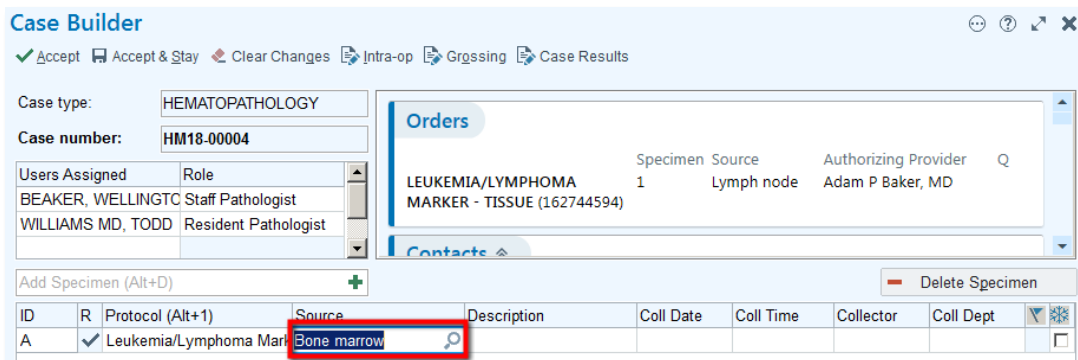 Case Builder
Accept Accept & Stay Clear Changes Intra-op Grossing Case Results
Case type: HEMATOPATHOLOGY
Case number: HM18-00004
Users Assigned Role
BEAKER, WELLINGTO Staff Pathologist
WILLIAMS MD, TODD Resident Pathologist
Orders
Specimen Source Authorizing Provider Q
LEUKEMIA/LYMPHOMA 1 Lymph node Adam P Baker, MD
MARKER - TISSUE (162744594)
Contacts
Add Specimen (Alt+D) Delete Specimen
ID R Protocol (Alt+1) Source Description Coll Date Coll Time Collector Coll Dept
A Leukemia/Lymphoma Mark Bone marrow